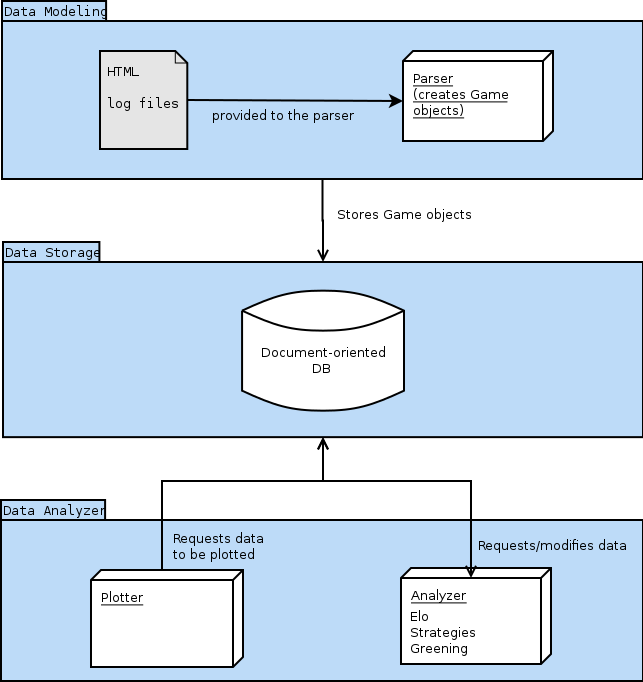 Data Modeling
HTML
log files
provided to the parser
Parser
(creates Game
objects)
Stores Game objects
Data Storage
Document-oriented
DB
Data Analyzer
Requests data
to be plotted
Requests/modifies data
Plotter
Analyzer
Elo
Strategies
Greening